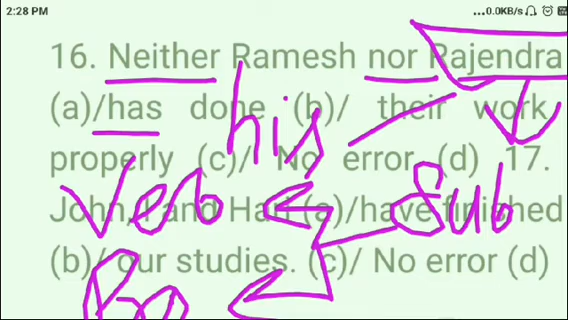 2:28 PM ...0.0KB/s
16. Neither Ramesh nor Rajendra
(a)/has done (b)/ their work
his
properly (c)/ No error (d) 17.
Verb Sub
John, I and Hari (a)/have finished
(b)/ our studies. (c)/ No error (d)